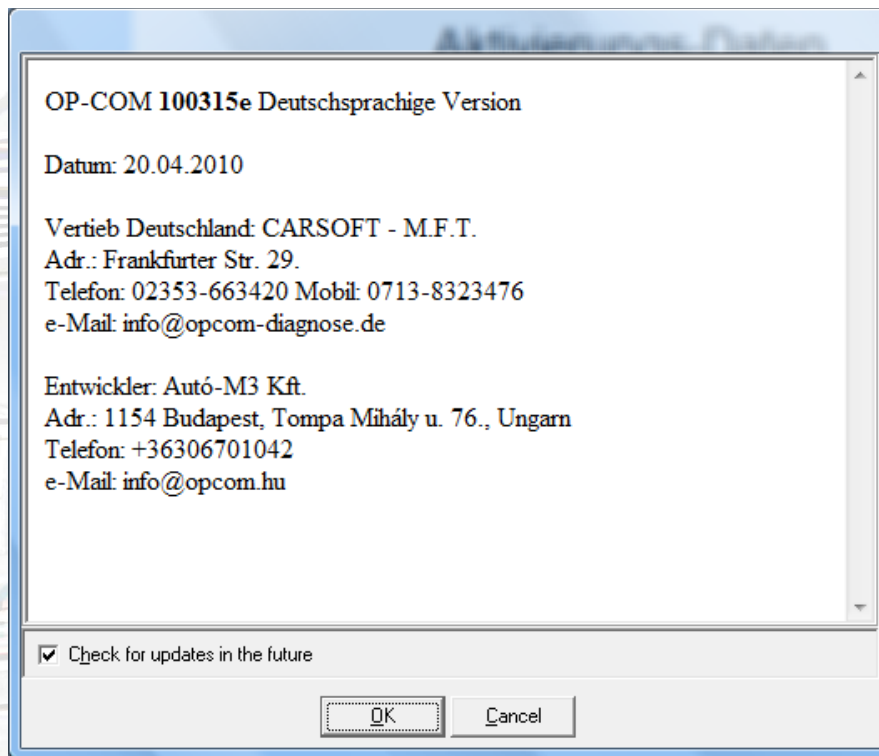 Aktivierungs-Daten
OP-COM 100315e Deutschsprachige Version
Datum: 20.04.2010
Vertieb Deutschland: CARSOFT - M.F.T.
Adr.: Frankfurter Str. 29.
Telefon: 02353-663420 Mobil: 0713-8323476
e-Mail: info@opcom-diagnose.de
Entwickler: Autó-M3 Kft.
Adr.: 1154 Budapest, Tompa Mihály u. 76., Ungarn
Telefon: +36306701042
e-Mail: info@opcom.hu
Check for updates in the future
OK Cancel